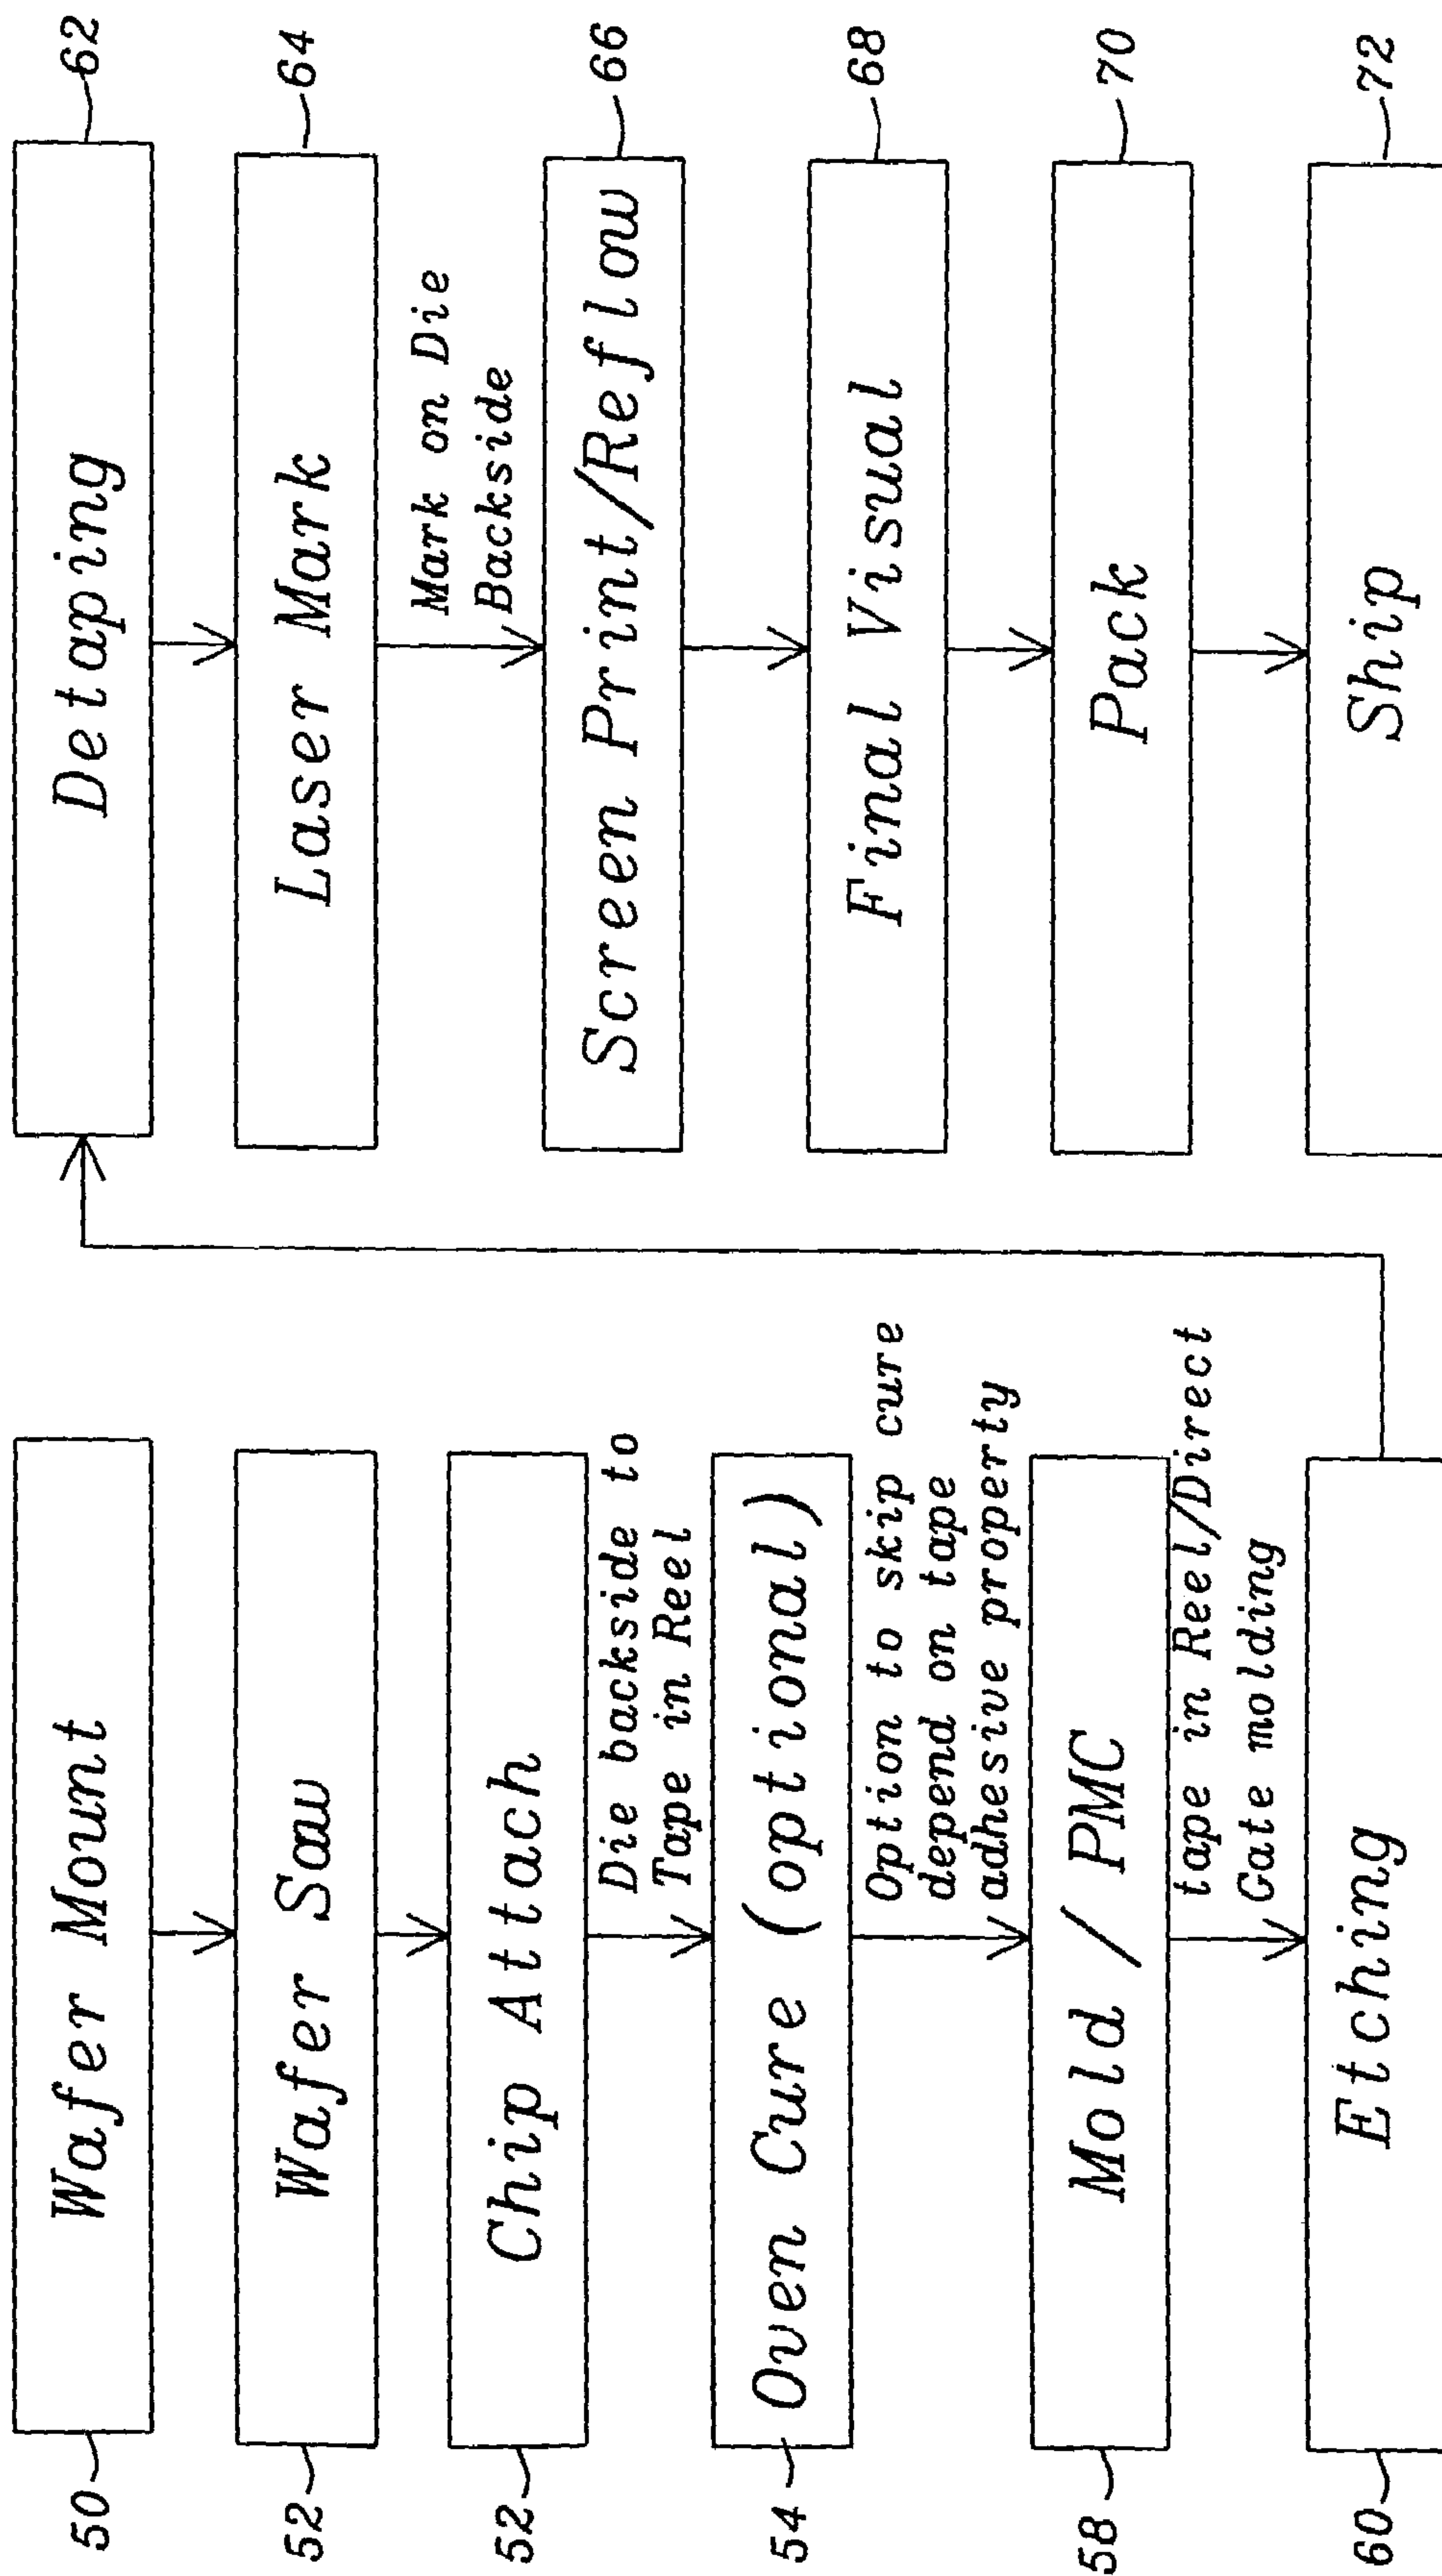 50
Wafer Mount
52
Wafer Saw
52
Chip Attach
Die backside to
Tape in Reel
54
Oven Cure (optional)
Option to skip cure
depend on tape
adhesive property
58
Mold / PMC
tape in Reel/Direct
Gate molding
60
Etching
Detaping
62
Laser Mark
64
Mark on Die
Backside
Screen Print/Reflow
66
Final Visual
68
Pack
70
Ship
72